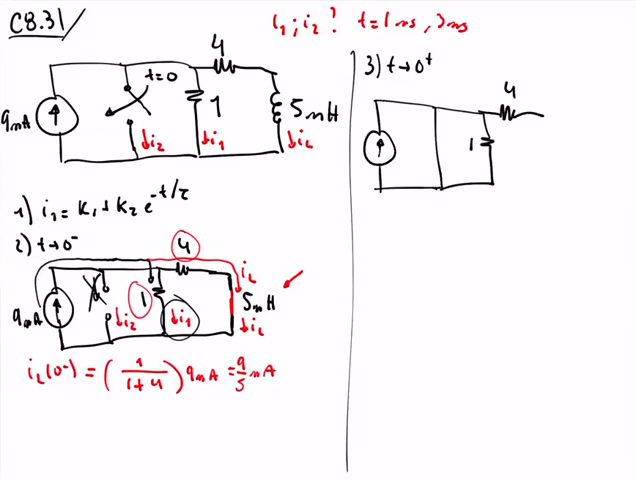 C8.31)
i₁; i₂? t=1ms, 3ms
4
t=0
9mA
1
5mH
↓i₂
↓i₁
↓iL
1) i₁ = K₁ + K₂ e^-t/τ
2) t→0⁻
4
iL
9mA
1
5mH
↓i₂
↓i₁
↓iL
iL(0⁻) = (1/(1+4)) 9mA = 9/5 mA
3) t→0⁺
4
1